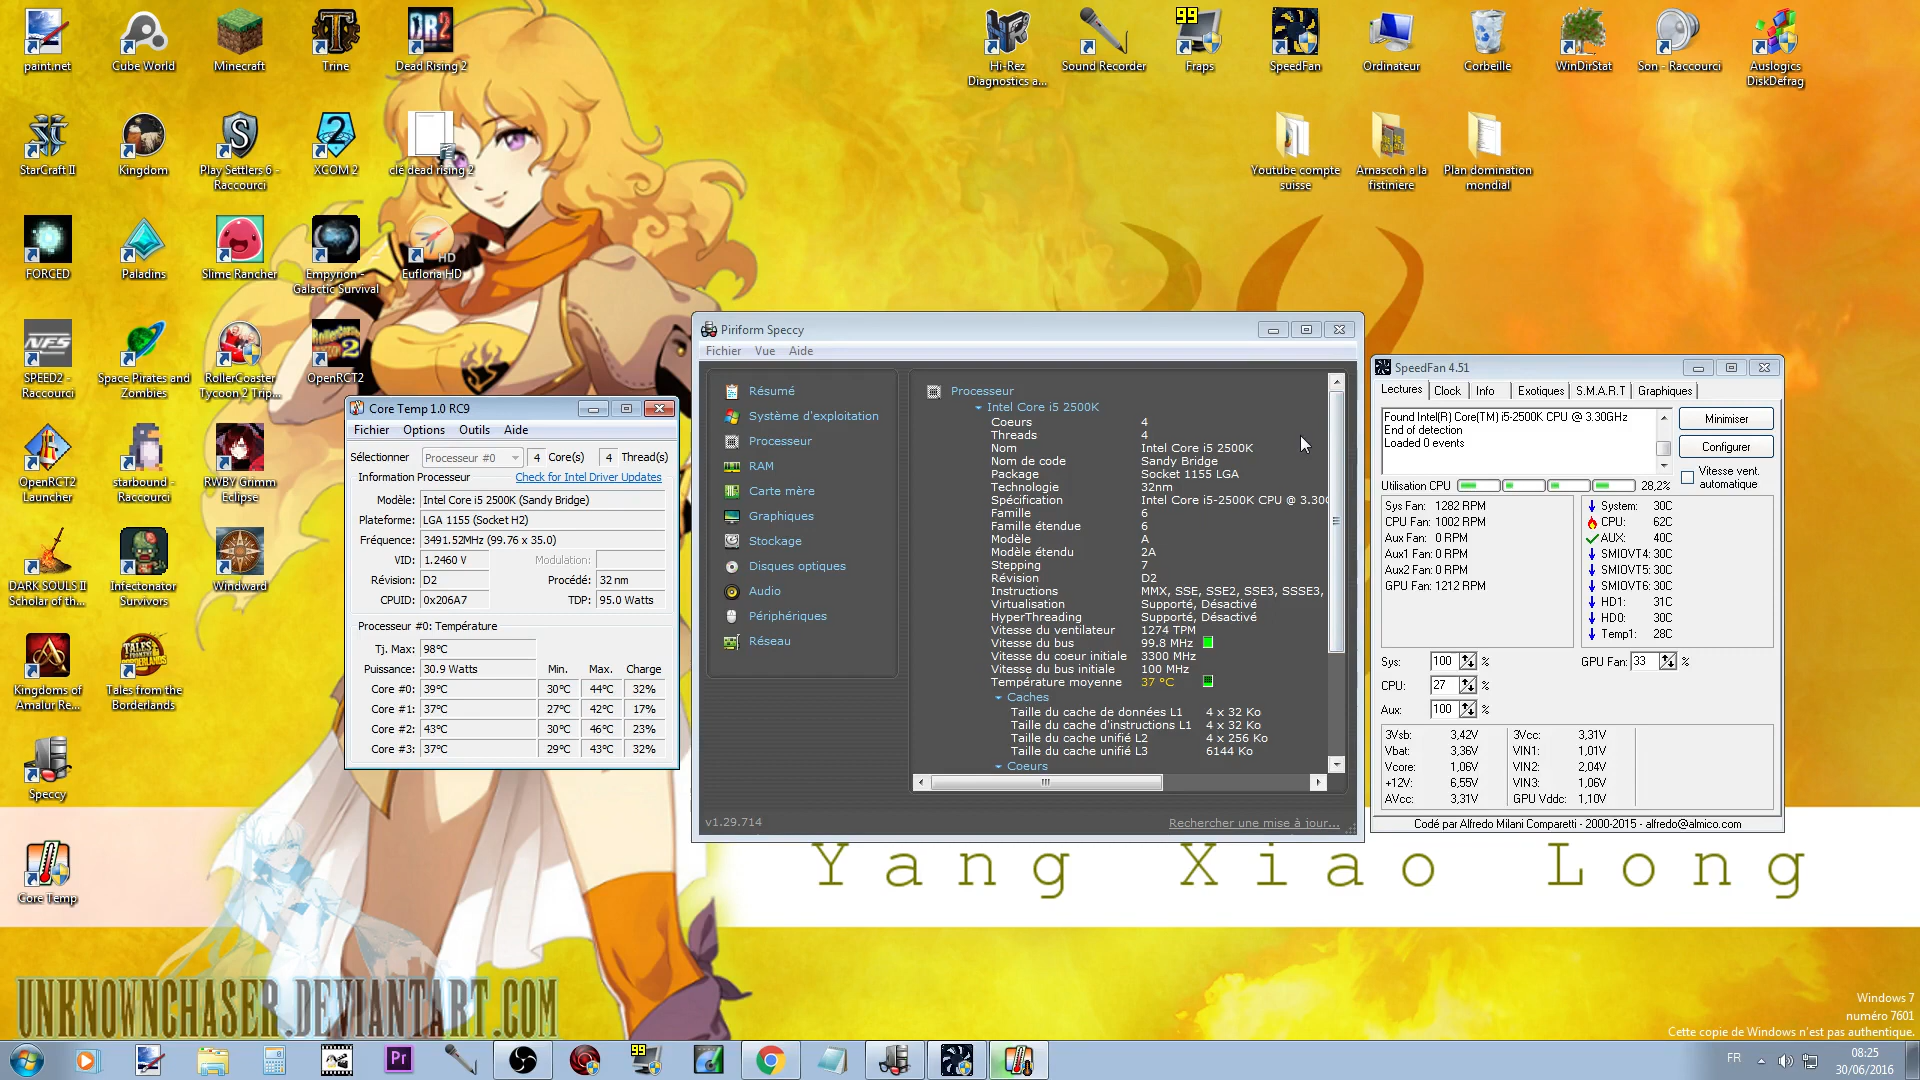 paint.net
Cube World
Minecraft
Trine
Dead Rising 2
Hi-Rez
Diagnostics a...
Sound Recorder
Fraps
SpeedFan
Ordinateur
Corbeille
WinDirStat
Son - Raccourci
Auslogics
DiskDefrag
StarCraft II
Kingdom
Play Settlers 6 -
Raccourci
XCOM 2
clé dead rising 2
Youtube compte
suisse
Arnascoh a la
fistiniere
Plan domination
mondial
FORCED
Paladins
Slime Rancher
Empyrion -
Galactic Survival
Eufloria HD
SPEED2 -
Raccourci
Space Pirates and
Zombies
RollerCoaster
Tycoon 2 Trip...
OpenRCT2
OpenRCT2
Launcher
starbound -
Raccourci
RWBY Grimm
Eclipse
DARK SOULS II
Scholar of th...
Infectonator
Survivors
Windward
Kingdoms of
Amalur Re...
Tales from the
Borderlands
Speccy
Core Temp
Core Temp 1.0 RC9
Fichier Options Outils Aide
Sélectionner Processeur #0 4 Core(s) 4 Thread(s)
Information Processeur Check for Intel Driver Updates
Modèle: Intel Core i5 2500K (Sandy Bridge)
Plateforme: LGA 1155 (Socket H2)
Fréquence: 3491.52MHz (99.76 x 35.0)
VID: 1.2460 V Modulation:
Révision: D2 Procédé: 32 nm
CPUID: 0x206A7 TDP: 95.0 Watts
Processeur #0: Température
Tj. Max: 98°C
Puissance: 30.9 Watts Min. Max. Charge
Core #0: 39°C 30°C 44°C 32%
Core #1: 37°C 27°C 42°C 17%
Core #2: 43°C 30°C 46°C 23%
Core #3: 37°C 29°C 43°C 32%
Piriform Speccy
Fichier Vue Aide
Résumé
Système d'exploitation
Processeur
RAM
Carte mère
Graphiques
Stockage
Disques optiques
Audio
Périphériques
Réseau
Processeur
Intel Core i5 2500K
Coeurs 4
Threads 4
Nom Intel Core i5 2500K
Nom de code Sandy Bridge
Package Socket 1155 LGA
Technologie 32nm
Spécification Intel Core i5-2500K CPU @ 3.30
Famille 6
Famille étendue 6
Modèle A
Modèle étendu 2A
Stepping 7
Révision D2
Instructions MMX, SSE, SSE2, SSE3, SSSE3,
Virtualisation Supporté, Désactivé
HyperThreading Supporté, Désactivé
Vitesse du ventilateur 1274 TPM
Vitesse du bus 99.8 MHz
Vitesse du coeur initiale 3300 MHz
Vitesse du bus initiale 100 MHz
Température moyenne 37 °C
Caches
Taille du cache de données L1 4 x 32 Ko
Taille du cache d'instructions L1 4 x 32 Ko
Taille du cache unifié L2 4 x 256 Ko
Taille du cache unifié L3 6144 Ko
Coeurs
v1.29.714
Rechercher une mise à jour...
SpeedFan 4.51
Lectures Clock Info Exotiques S.M.A.R.T Graphiques
Found Intel(R) Core(TM) i5-2500K CPU @ 3.30GHz
End of detection
Loaded 0 events
Minimiser
Configurer
Vitesse vent.
automatique
Utilisation CPU 28,2%
Sys Fan: 1282 RPM
CPU Fan: 1002 RPM
Aux Fan: 0 RPM
Aux1 Fan: 0 RPM
Aux2 Fan: 0 RPM
GPU Fan: 1212 RPM
System: 30C
CPU: 62C
AUX: 40C
SMIOVT4: 30C
SMIOVT5: 30C
SMIOVT6: 30C
HD1: 31C
HD0: 30C
Temp1: 28C
Sys: 100 % GPU Fan: 33 %
CPU: 27 %
Aux: 100 %
3Vsb: 3,42V 3Vcc: 3,31V
Vbat: 3,36V VIN1: 1,01V
Vcore: 1,06V VIN2: 2,04V
+12V: 6,55V VIN3: 1,06V
AVcc: 3,31V GPU Vddc: 1,10V
Codé par Alfredo Milani Comparetti - 2000-2015 - alfredo@almico.com
Yang Xiao Long
UNKNOWNCHASER.DEVIANTART.COM
Windows 7
numéro 7601
Cette copie de Windows n'est pas authentique.
FR
08:25
30/06/2016